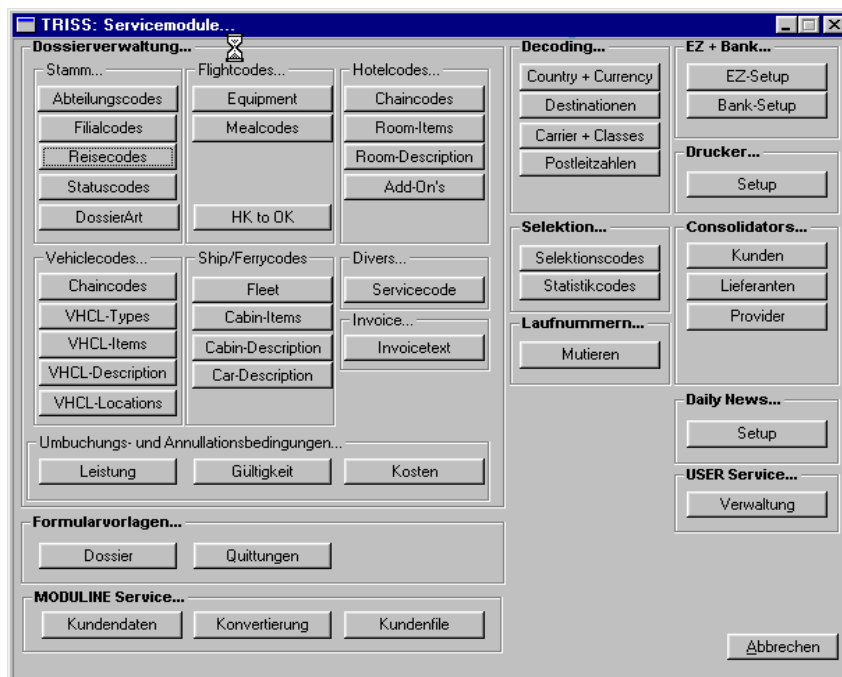 TRISS: Servicemodule...
Dossierverwaltung...
Stamm...
Abteilungscodes
Filialcodes
Reisecodes
Statuscodes
DossierArt
Flightcodes...
Equipment
Mealcodes
HK to OK
Hotelcodes...
Chaincodes
Room-Items
Room-Description
Add-On's
Vehiclecodes...
Chaincodes
VHCL-Types
VHCL-Items
VHCL-Description
VHCL-Locations
Ship/Ferrycodes
Fleet
Cabin-Items
Cabin-Description
Car-Description
Divers...
Servicecode
Invoice...
Invoicetext
Umbuchungs- und Annullationsbedingungen...
Leistung
Gültigkeit
Kosten
Formularvorlagen...
Dossier
Quittungen
MODULINE Service...
Kundendaten
Konvertierung
Kundenfile
Decoding...
Country + Currency
Destinationen
Carrier + Classes
Postleitzahlen
Selektion...
Selektionscodes
Statistikcodes
Laufnummern...
Mutieren
EZ + Bank...
EZ-Setup
Bank-Setup
Drucker...
Setup
Consolidators...
Kunden
Lieferanten
Provider
Daily News...
Setup
USER Service...
Verwaltung
Abbrechen